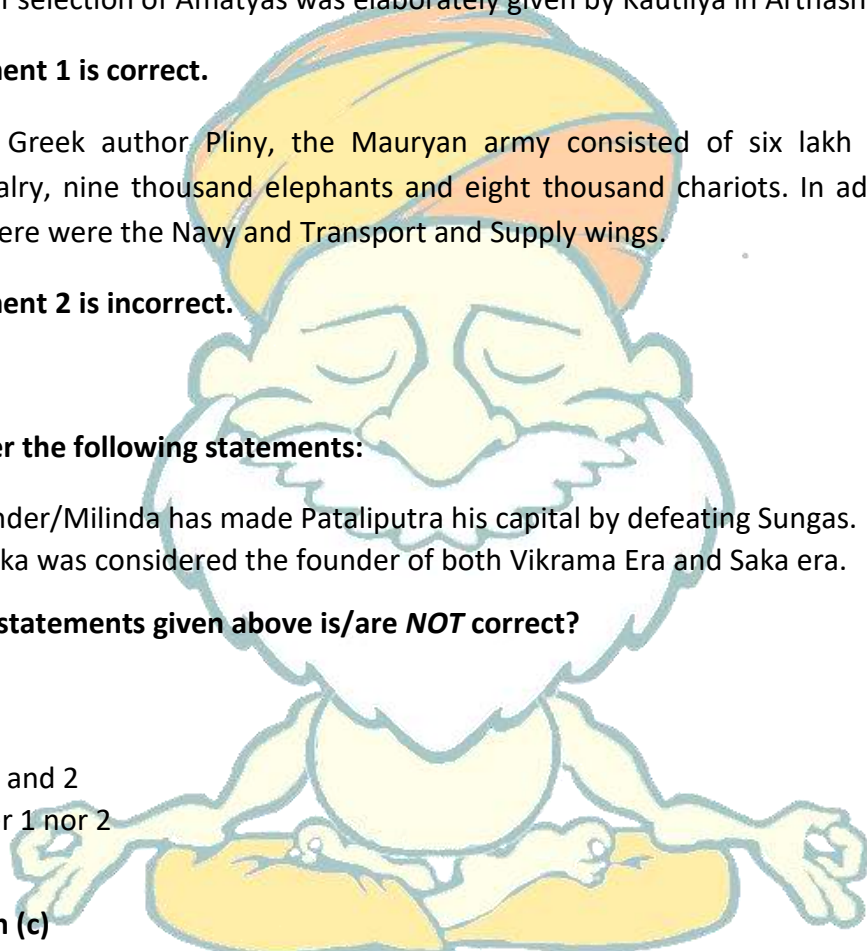 selection of Amatyas was elaborately given by Kautilya in Arthash
ent 1 is correct.
Greek author Pliny, the Mauryan army consisted of six lakh
alry, nine thousand elephants and eight thousand chariots. In ad
ere were the Navy and Transport and Supply wings.
ent 2 is incorrect.
er the following statements:
nder/Milinda has made Pataliputra his capital by defeating Sungas.
ka was considered the founder of both Vikrama Era and Saka era.
statements given above is/are NOT correct?
and 2
r 1 nor 2
n (c)